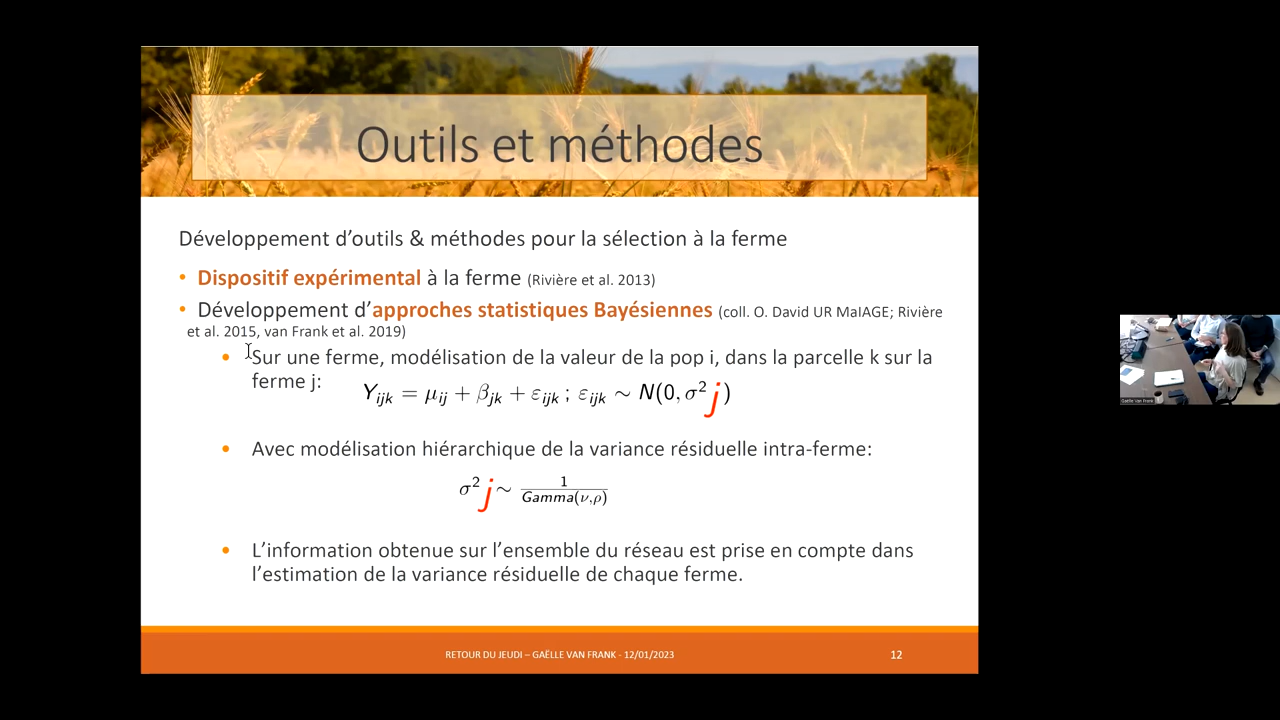 Outils et méthodes
Développement d’outils & méthodes pour la sélection à la ferme
• Dispositif expérimental à la ferme (Rivière et al. 2013)
• Développement d’approches statistiques Bayésiennes (coll. O. David UR MaIAGE; Rivière
et al. 2015, van Frank et al. 2019)
• Sur une ferme, modélisation de la valeur de la pop i, dans la parcelle k sur la
ferme j:
Y_ijk = μ_ij + β_jk + ε_ijk ; ε_ijk ~ N(0, σ² j )
• Avec modélisation hiérarchique de la variance résiduelle intra-ferme:
σ² j ~ 1 / Gamma(ν,ρ)
• L’information obtenue sur l’ensemble du réseau est prise en compte dans
l’estimation de la variance résiduelle de chaque ferme.
RETOUR DU JEUDI – GAËLLE VAN FRANK - 12/01/2023
12
Gaëlle Van Frank